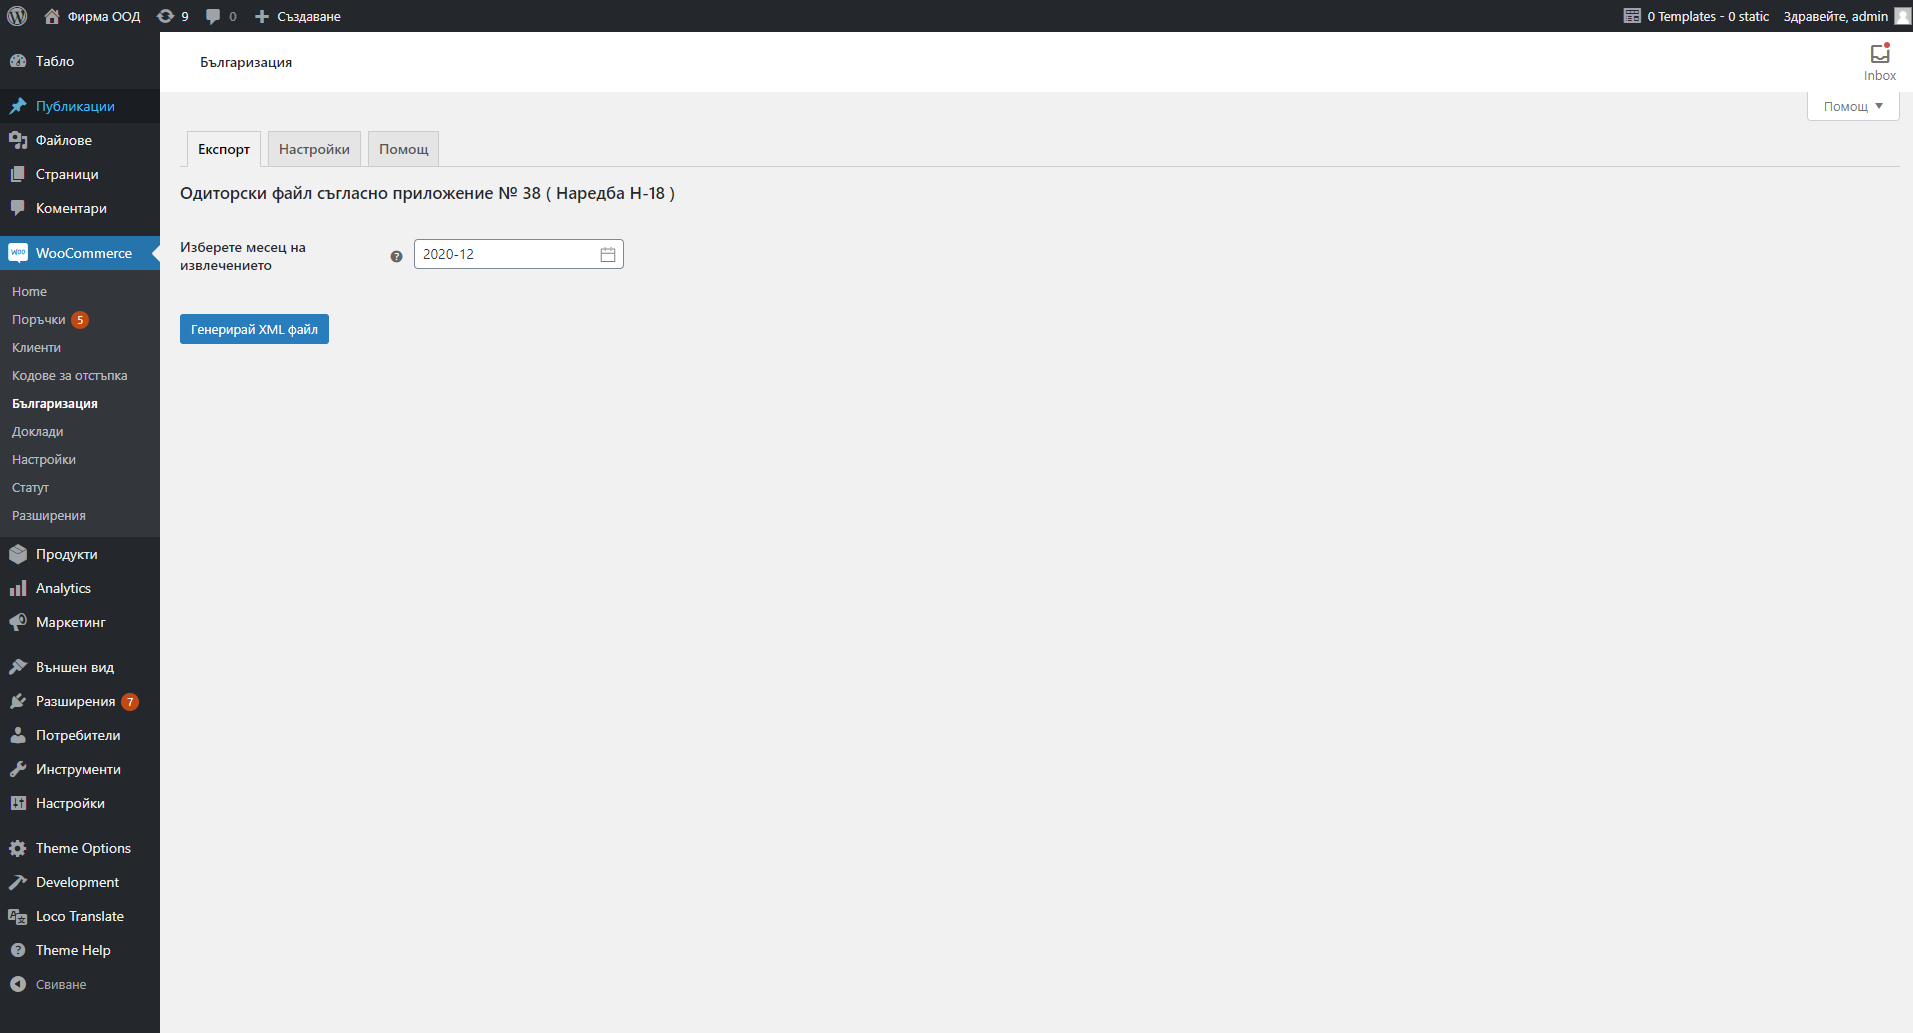 Фирма ООД 9 0 Създаване 0 Templates - 0 static Здравейте, admin
Табло
Публикации
Файлове
Страници
Коментари
Woo WooCommerce
Home
Поръчки 5
Клиенти
Кодове за отстъпка
Българизация
Доклади
Настройки
Статут
Разширения
Продукти
Analytics
Маркетинг
Външен вид
Разширения 7
Потребители
Инструменти
Настройки
Theme Options
Development
Loco Translate
Theme Help
Свиване
Българизация
Inbox
Помощ
Експорт Настройки Помощ
Одиторски файл съгласно приложение № 38 ( Наредба Н-18 )
Изберете месец на
извлечението
2020-12
Генерирай XML файл